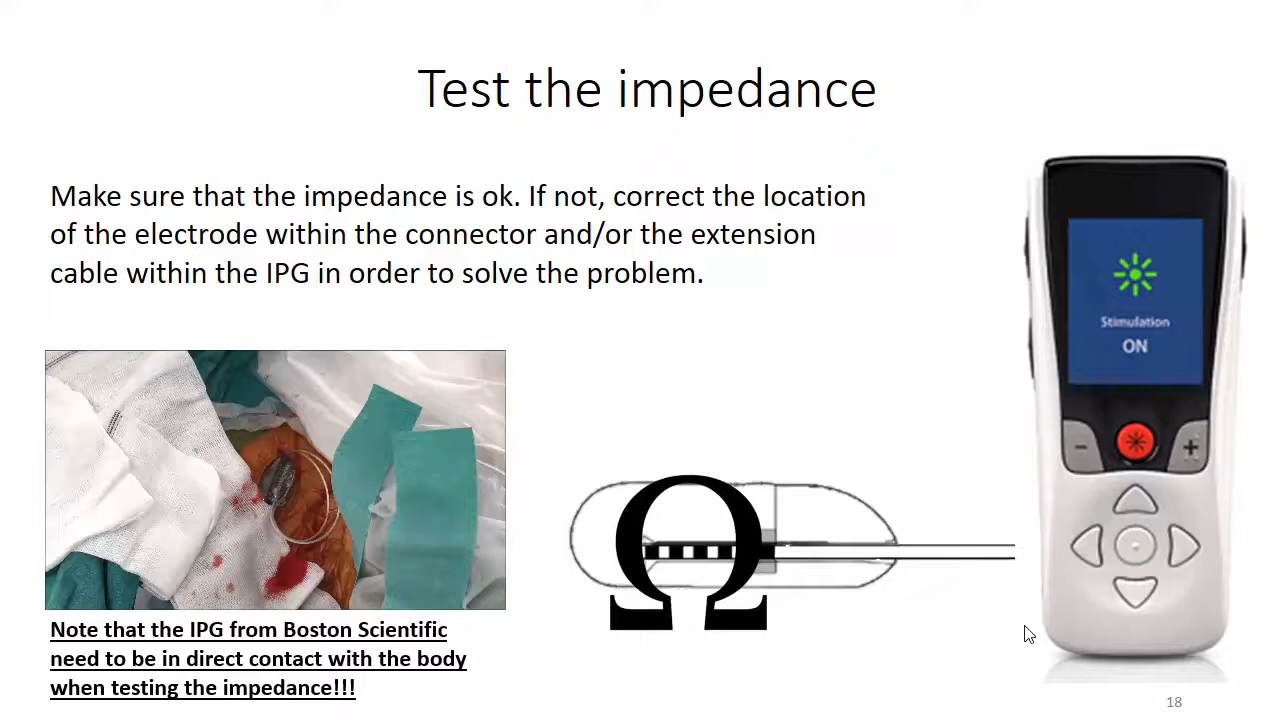 Test the impedance
Make sure that the impedance is ok. If not, correct the location
of the electrode within the connector and/or the extension
cable within the IPG in order to solve the problem.
Stimulation
ON
Ω
Note that the IPG from Boston Scientific
need to be in direct contact with the body
when testing the impedance!!!
18